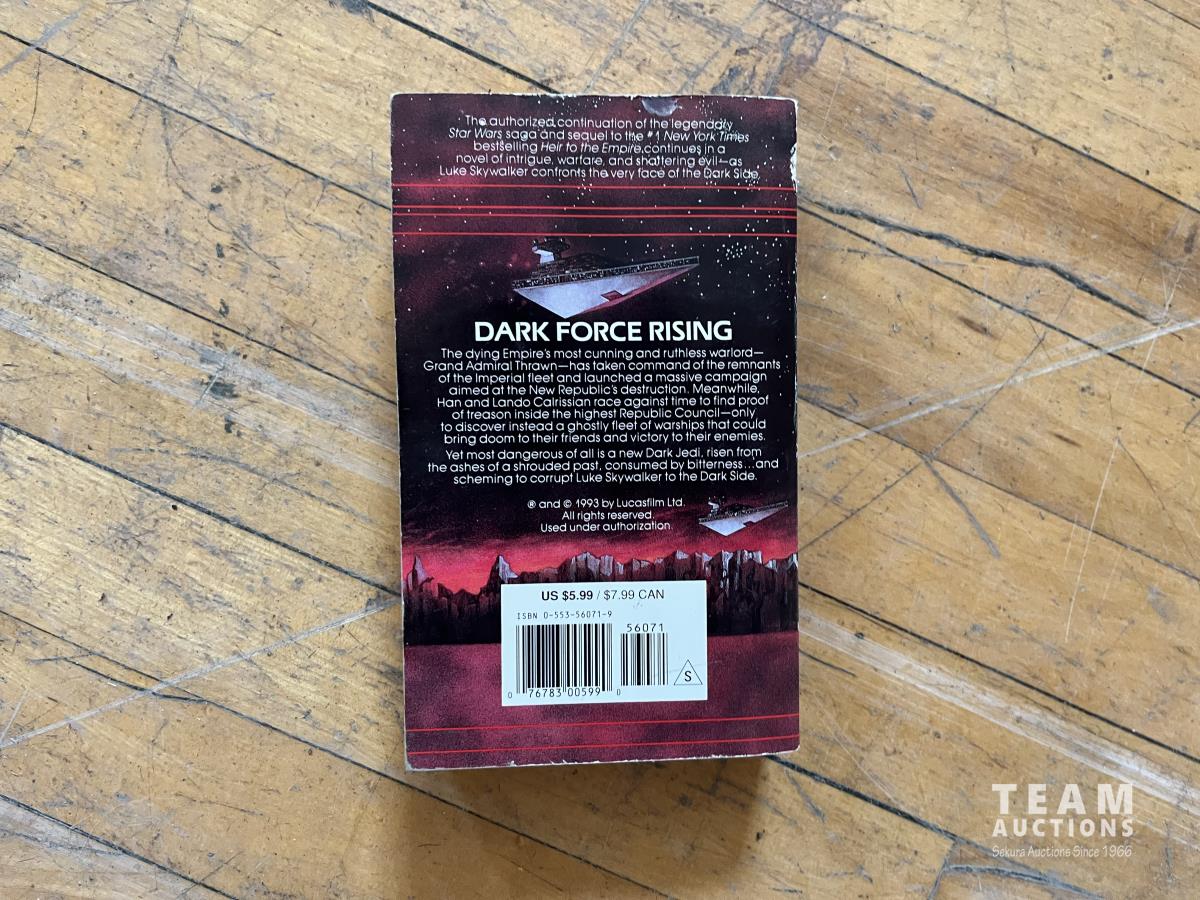 The authorized continuation of the legendary
Star Wars saga and sequel to the #1 New York Times
bestselling Heir to the Empire continues in a
novel of intrigue, warfare, and shattering evil—as
Luke Skywalker confronts the very face of the Dark Side.
DARK FORCE RISING
The dying Empire's most cunning and ruthless warlord—
Grand Admiral Thrawn—has taken command of the remnants
of the Imperial fleet and launched a massive campaign
aimed at the New Republic's destruction. Meanwhile,
Han and Lando Calrissian race against time to find proof
of treason inside the highest Republic Council—only
to discover instead a ghostly fleet of warships that could
bring doom to their friends and victory to their enemies.
Yet most dangerous of all is a new Dark Jedi, risen from
the ashes of a shrouded past, consumed by bitterness...and
scheming to corrupt Luke Skywalker to the Dark Side.
® and © 1993 by Lucasfilm Ltd.
All rights reserved.
Used under authorization.
US $5.99 / $7.99 CAN
ISBN 0-553-56071-9
56071
S
0 76783 00599 0
TEAM
AUCTIONS
Sekura Auctions Since 1966